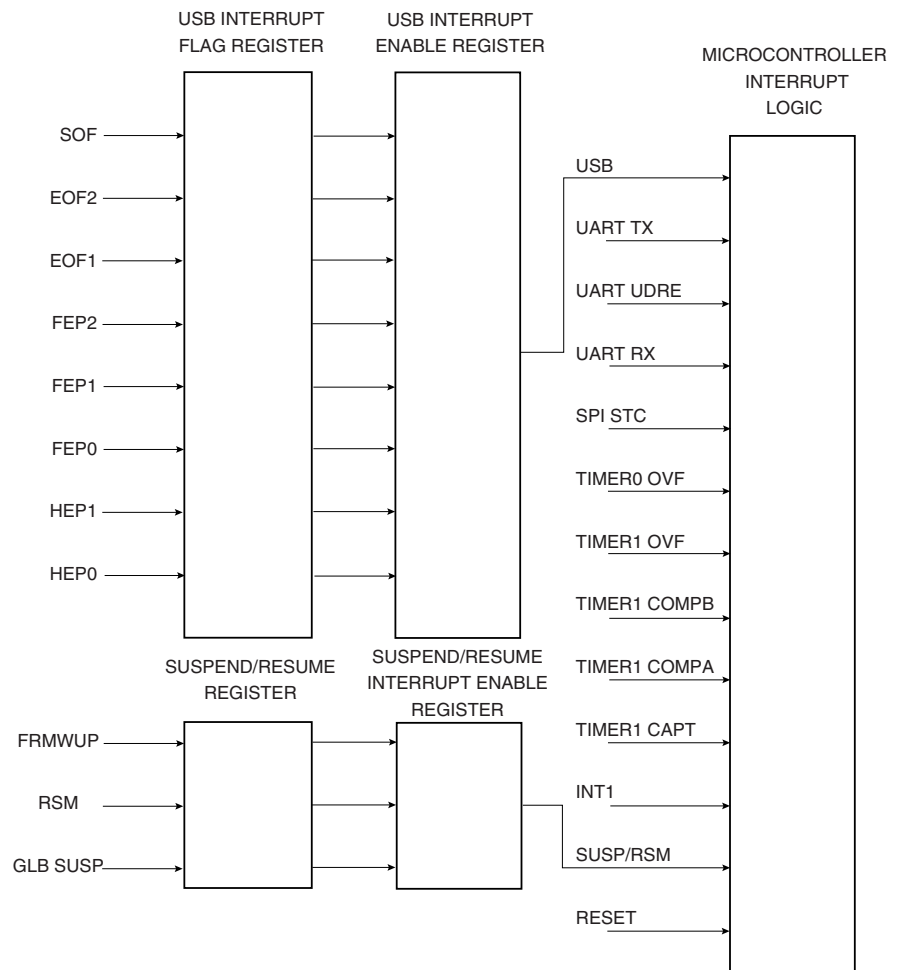 USB INTERRUPT
FLAG REGISTER
USB INTERRUPT
ENABLE REGISTER
MICROCONTROLLER
INTERRUPT
LOGIC
SOF
EOF2
EOF1
FEP2
FEP1
FEP0
HEP1
HEP0
USB
UART TX
UART UDRE
UART RX
SPI STC
TIMER0 OVF
TIMER1 OVF
TIMER1 COMPB
TIMER1 COMPA
TIMER1 CAPT
INT1
SUSP/RSM
RESET
SUSPEND/RESUME
REGISTER
SUSPEND/RESUME
INTERRUPT ENABLE
REGISTER
FRMWUP
RSM
GLB SUSP